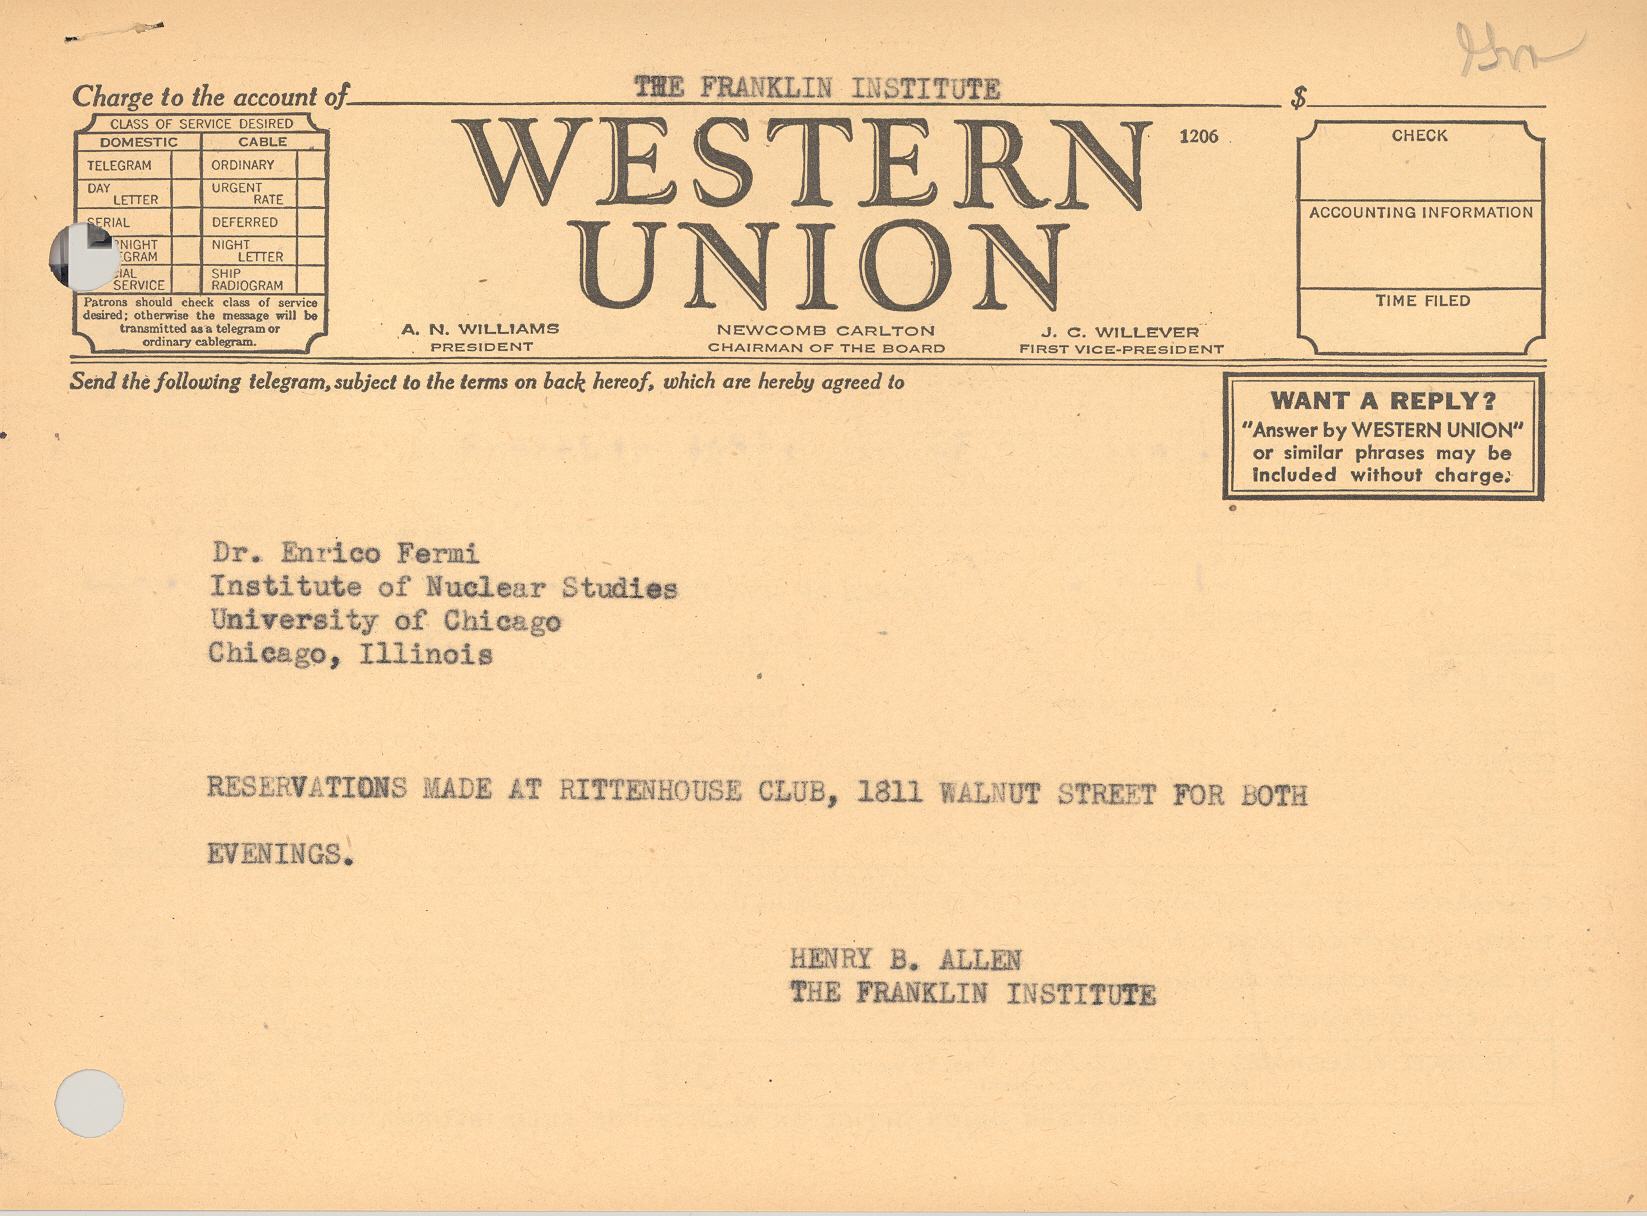 THE FRANKLIN INSTITUTE
Charge to the account of
$
CLASS OF SERVICE DESIRED
DOMESTIC CABLE
TELEGRAM ORDINARY
DAY LETTER URGENT RATE
SERIAL DEFERRED
NIGHT
GRAM NIGHT LETTER
IAL SERVICE SHIP RADIOGRAM
Patrons should check class of service
desired; otherwise the message will be
transmitted as a telegram or
ordinary cablegram.
WESTERN
UNION
1206
A. N. WILLIAMS
PRESIDENT
NEWCOMB CARLTON
CHAIRMAN OF THE BOARD
J. C. WILLEVER
FIRST VICE-PRESIDENT
CHECK
ACCOUNTING INFORMATION
TIME FILED
Send the following telegram, subject to the terms on back hereof, which are hereby agreed to
WANT A REPLY?
"Answer by WESTERN UNION"
or similar phrases may be
included without charge.
Dr. Enrico Fermi
Institute of Nuclear Studies
University of Chicago
Chicago, Illinois
RESERVATIONS MADE AT RITTENHOUSE CLUB, 1811 WALNUT STREET FOR BOTH
EVENINGS.
HENRY B. ALLEN
THE FRANKLIN INSTITUTE